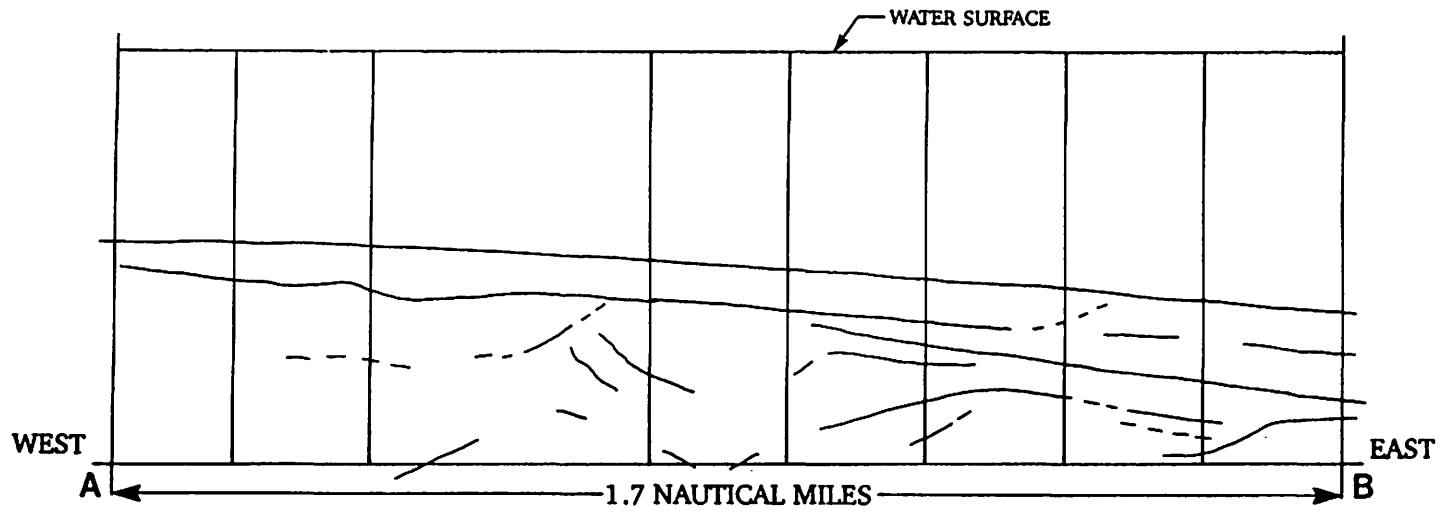 WATER SURFACE
WEST
EAST
A
1.7 NAUTICAL MILES
B